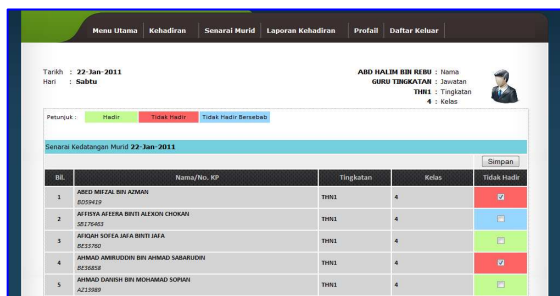 Menu Utama Kehadiran Senarai Murid Laporan Kehadiran Profail Daftar Keluar
Tarikh : 22-Jan-2011 ABD HALIM BIN REBU : Nama
Hari : Sabtu GURU TINGKATAN : Jawatan
THN1 : Tingkatan
4 : Kelas
Petunjuk : Hadir Tidak Hadir Tidak Hadir Bersebab
Senarai Kedatangan Murid 22-Jan-2011
Simpan
Bil. Nama/No. KP Tingkatan Kelas Tidak Hadir
1 ABED MIFZAL BIN AZMAN THN1 4
BD59419
2 AFFISYA AFEERA BINTI ALEXON CHOKAN THN1 4
SB176463
3 AFIQAH SOFEA JAFA BINTI JAFA THN1 4
BE33760
4 AHMAD AMIRUDDIN BIN AHMAD SABARUDIN THN1 4
BE36858
5 AHMAD DANISH BIN MOHAMAD SOPIAN THN1 4
AZ13989